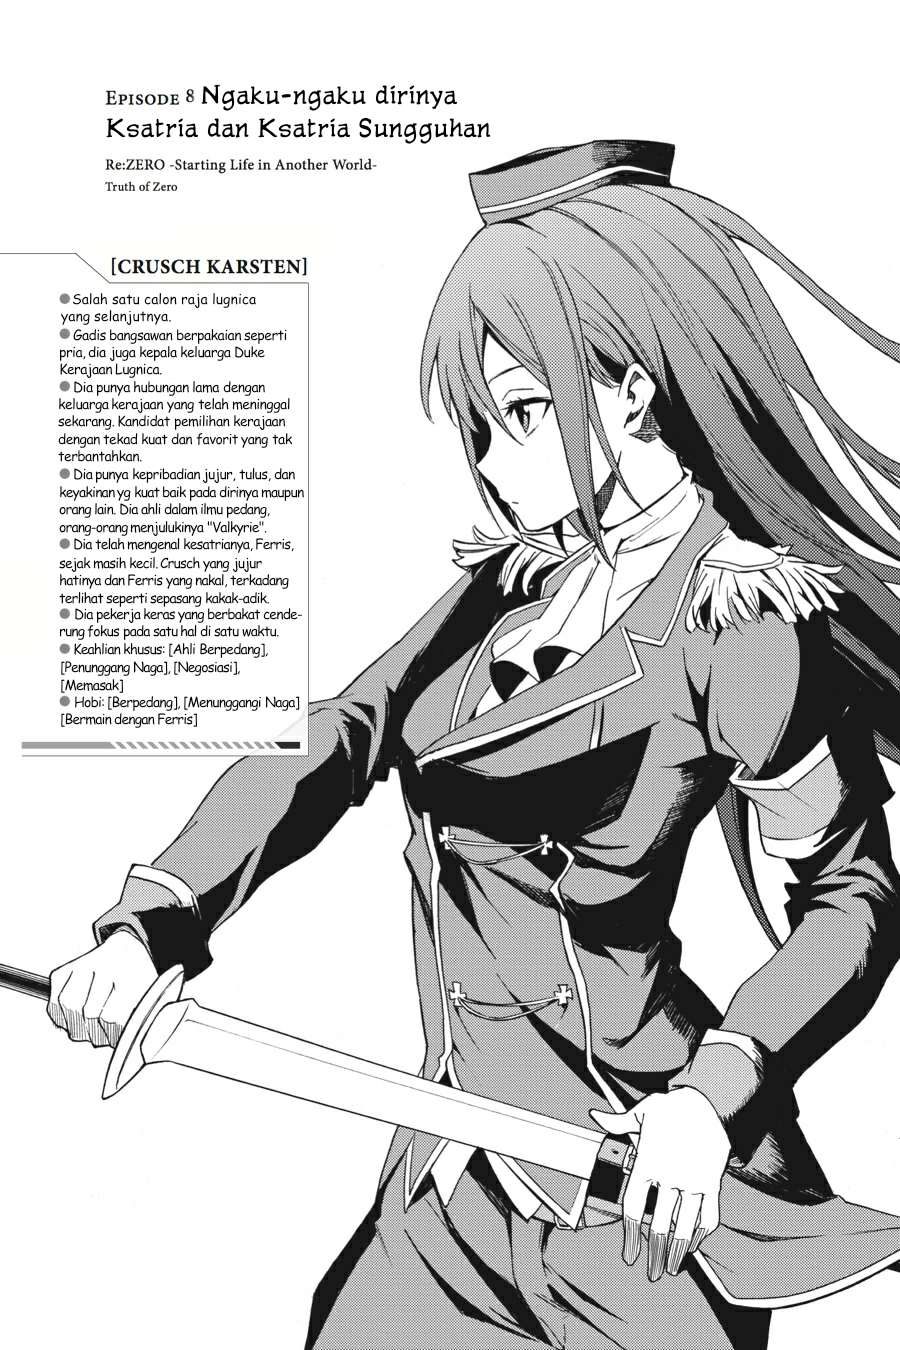 Episode 8 Ngaku-ngaku dirinya
Ksatria dan Ksatria Sungguhan
Re:ZERO -Starting Life in Another World-
Truth of Zero
[CRUSCH KARSTEN]
● Salah satu calon raja lugnica
yang selanjutnya.
● Gadis bangsawan berpakaian seperti
pria, dia juga kepala keluarga Duke
Kerajaan Lugnica.
● Dia punya hubungan lama dengan
keluarga kerajaan yang telah meninggal
sekarang. Kandidat pemilihan kerajaan
dengan tekad kuat dan favorit yang tak
terbantahkan.
● Dia punya kepribadian jujur, tulus, dan
keyakinan yg kuat baik pada dirinya maupun
orang lain. Dia ahli dalam ilmu pedang,
orang-orang menjulukinya "Valkyrie".
● Dia telah mengenal kesatrianya, Ferris,
sejak masih kecil. Crusch yang jujur
hatinya dan Ferris yang nakal, terkadang
terlihat seperti sepasang kakak-adik.
● Dia pekerja keras yang berbakat cende-
rung fokus pada satu hal di satu waktu.
● Keahlian khusus: [Ahli Berpedang],
[Penunggang Naga], [Negosiasi],
[Memasak]
● Hobi: [Berpedang], [Menunggangi Naga]
[Bermain dengan Ferris]